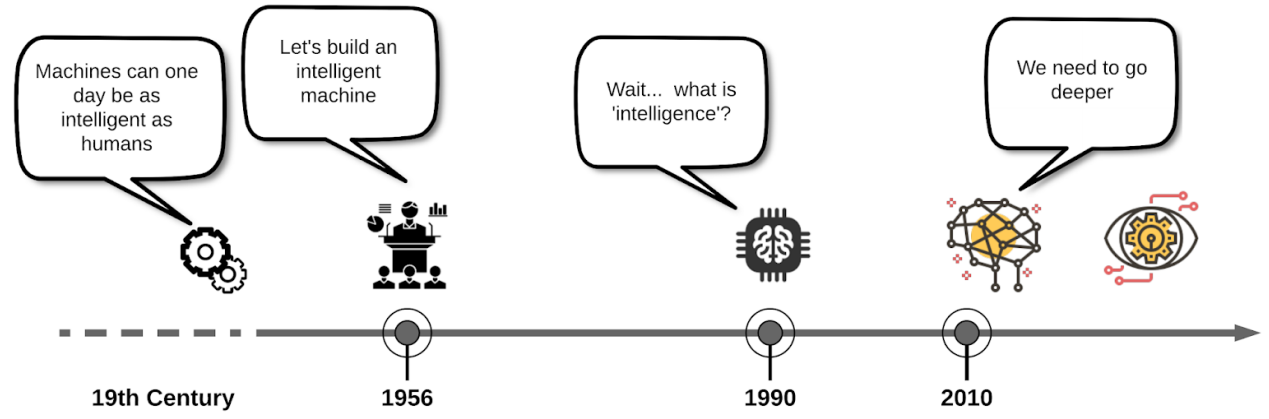 Machines can one
day be as
intelligent as
humans
Let's build an
intelligent
machine
Wait... what is
'intelligence'?
We need to go
deeper
19th Century
1956
1990
2010